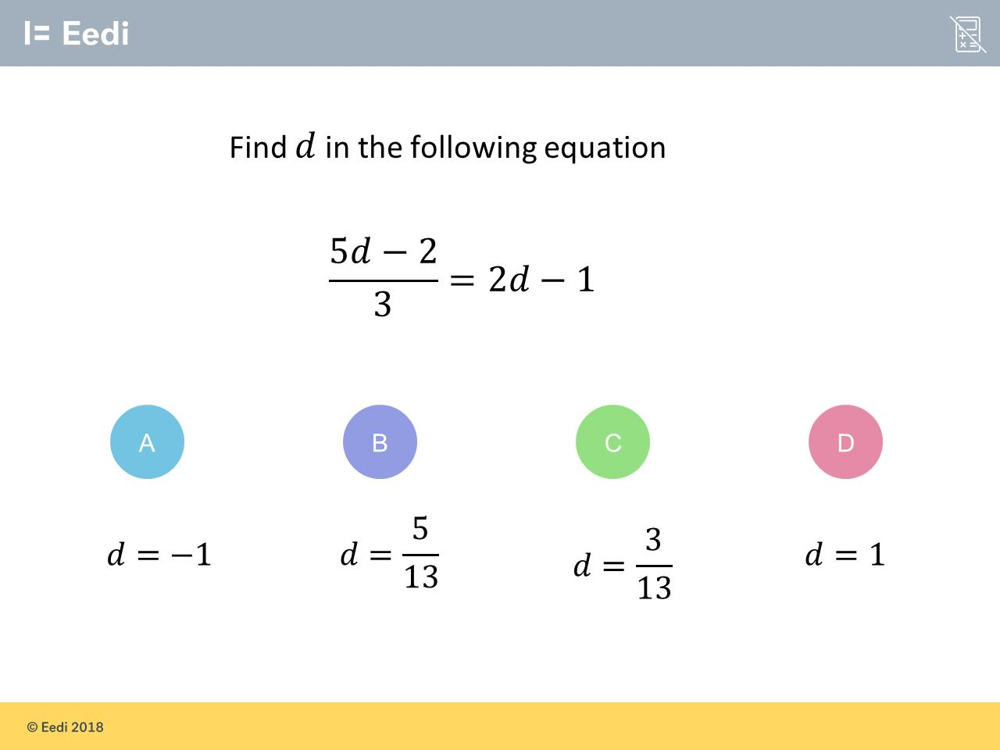 I= Eedi
Find d in the following equation
5d − 2
3
= 2d − 1
A
B
C
D
d = −1
d = 5/13
d = 3/13
d = 1
© Eedi 2018